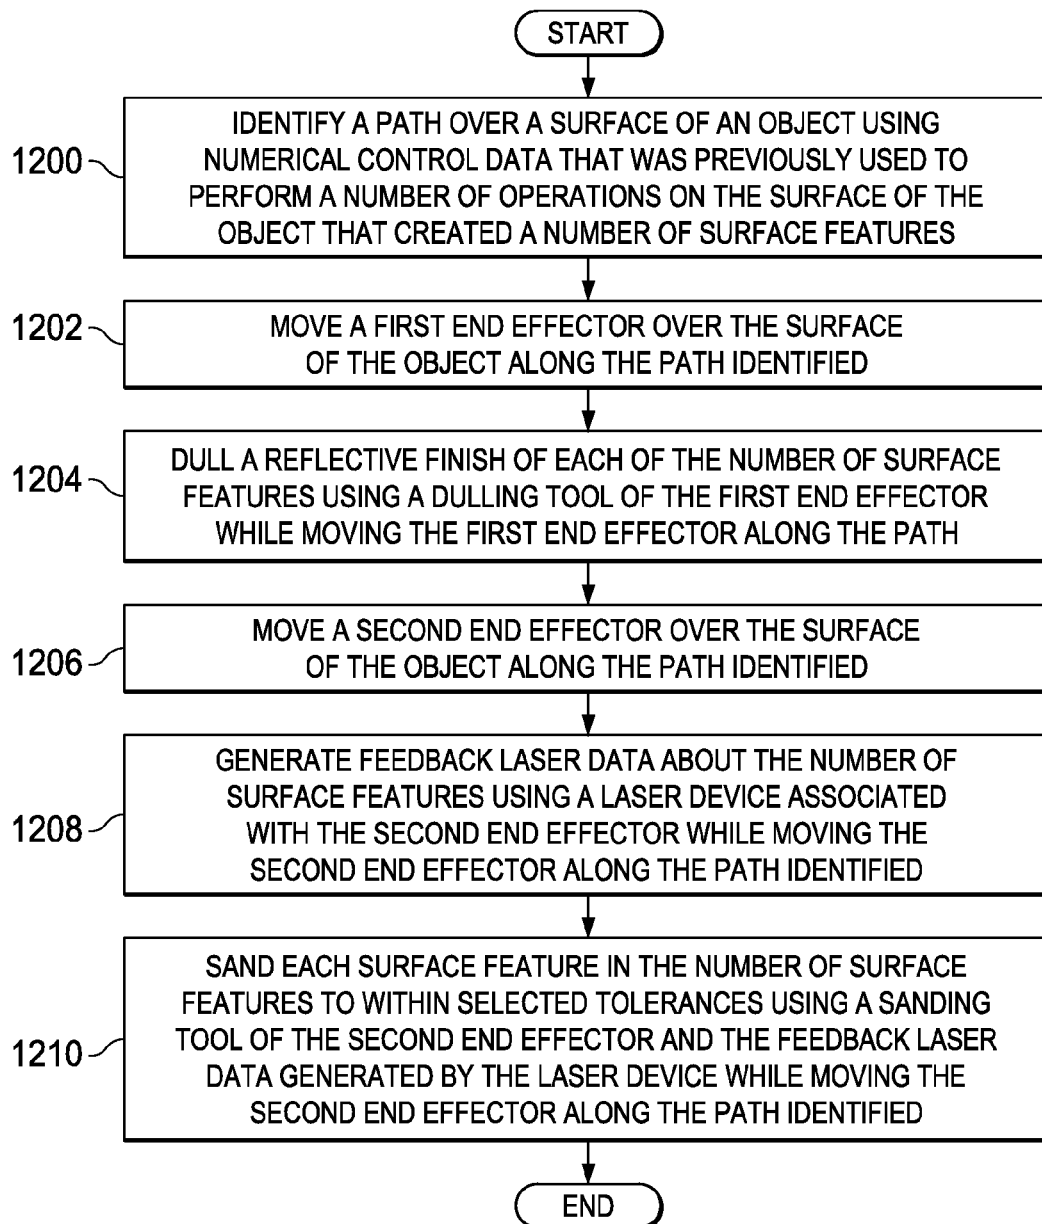 START
1200
IDENTIFY A PATH OVER A SURFACE OF AN OBJECT USING
NUMERICAL CONTROL DATA THAT WAS PREVIOUSLY USED TO
PERFORM A NUMBER OF OPERATIONS ON THE SURFACE OF THE
OBJECT THAT CREATED A NUMBER OF SURFACE FEATURES
1202
MOVE A FIRST END EFFECTOR OVER THE SURFACE
OF THE OBJECT ALONG THE PATH IDENTIFIED
1204
DULL A REFLECTIVE FINISH OF EACH OF THE NUMBER OF SURFACE
FEATURES USING A DULLING TOOL OF THE FIRST END EFFECTOR
WHILE MOVING THE FIRST END EFFECTOR ALONG THE PATH
1206
MOVE A SECOND END EFFECTOR OVER THE SURFACE
OF THE OBJECT ALONG THE PATH IDENTIFIED
1208
GENERATE FEEDBACK LASER DATA ABOUT THE NUMBER OF
SURFACE FEATURES USING A LASER DEVICE ASSOCIATED
WITH THE SECOND END EFFECTOR WHILE MOVING THE
SECOND END EFFECTOR ALONG THE PATH IDENTIFIED
1210
SAND EACH SURFACE FEATURE IN THE NUMBER OF SURFACE
FEATURES TO WITHIN SELECTED TOLERANCES USING A SANDING
TOOL OF THE SECOND END EFFECTOR AND THE FEEDBACK LASER
DATA GENERATED BY THE LASER DEVICE WHILE MOVING THE
SECOND END EFFECTOR ALONG THE PATH IDENTIFIED
END